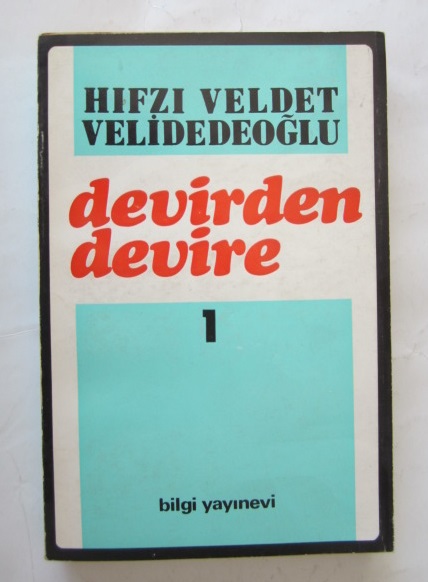 HIFZI VELDET
VELİDEDEOĞLU
devirden
devire
1
bilgi yayınevi